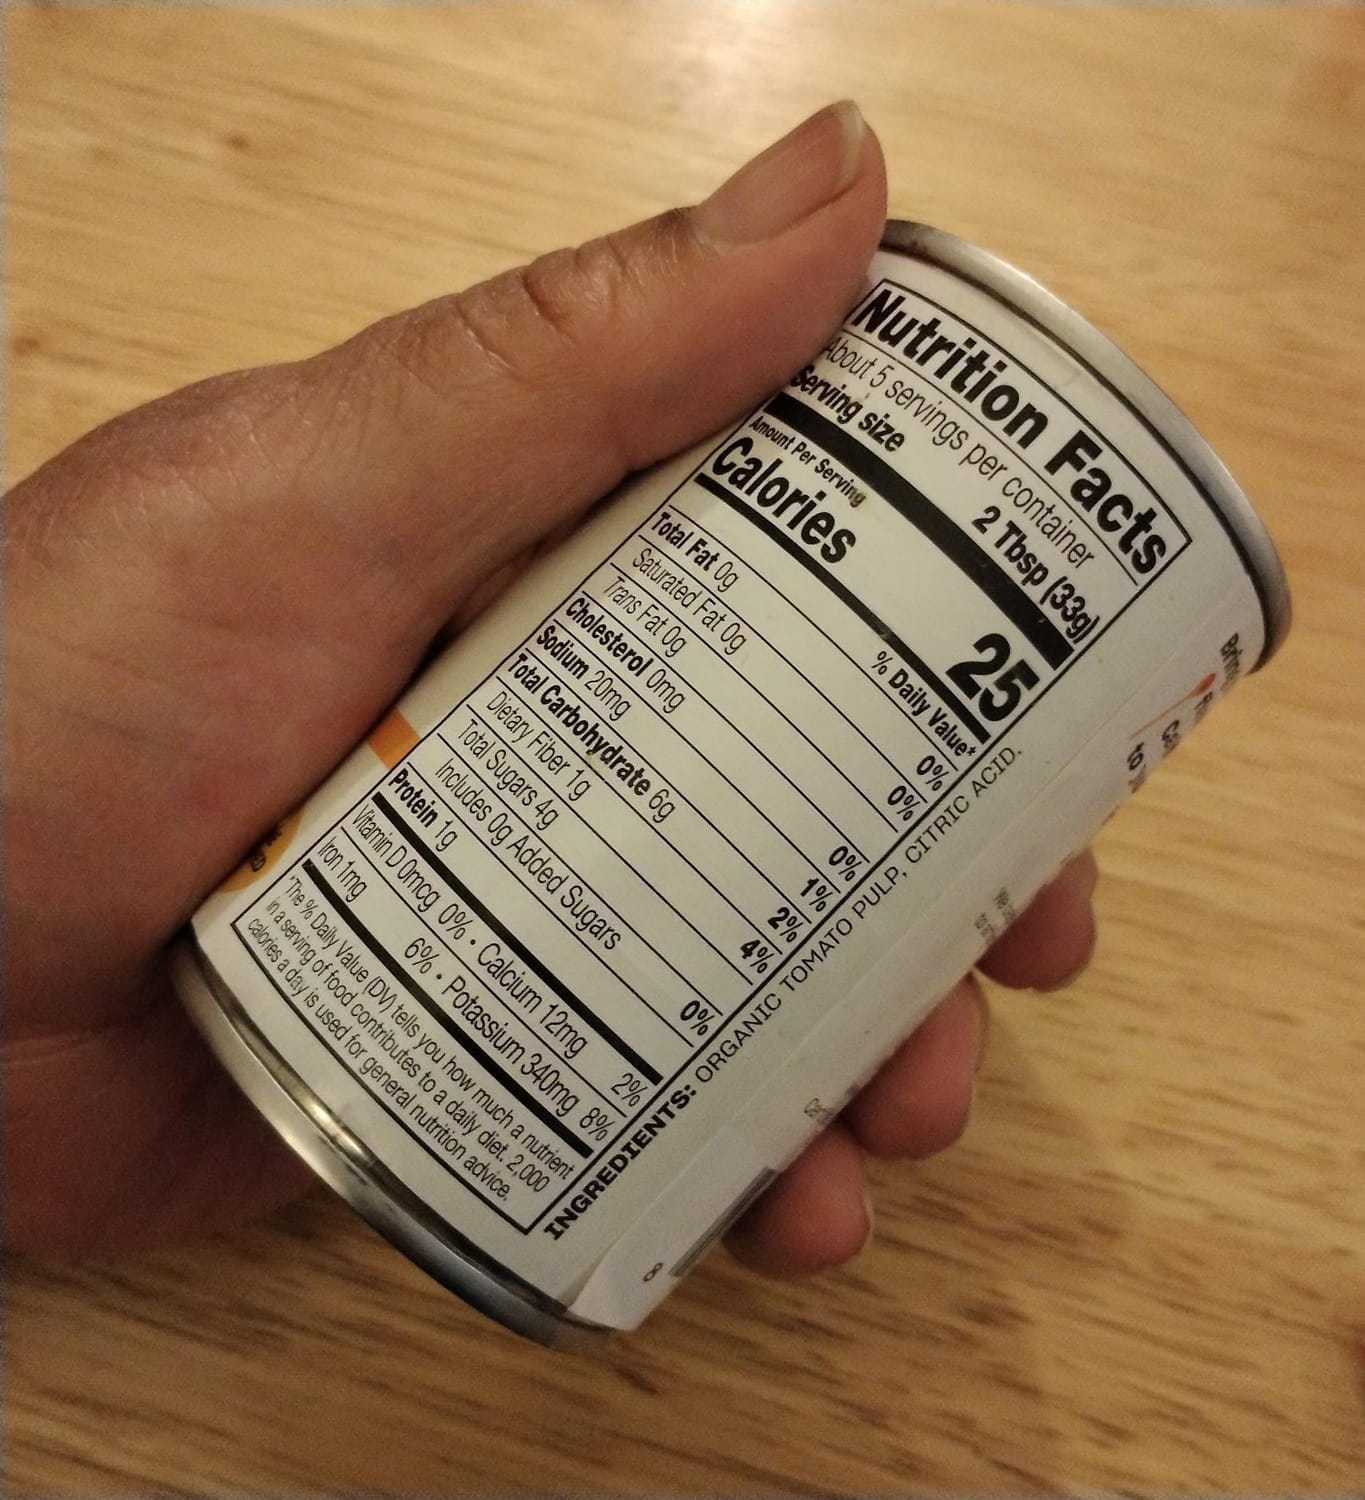 Nutrition Facts
About 5 servings per container
Serving size 2 Tbsp (33g)
Amount Per Serving
Calories 25
% Daily Value*
Total Fat 0g 0%
Saturated Fat 0g 0%
Trans Fat 0g
Cholesterol 0mg 0%
Sodium 20mg 1%
Total Carbohydrate 6g 2%
Dietary Fiber 1g 4%
Total Sugars 4g
Includes 0g Added Sugars 0%
Protein 1g
Vitamin D 0mcg 0% • Calcium 12mg 2%
Iron 1mg 6% • Potassium 340mg 8%
*The % Daily Value (DV) tells you how much a nutrient
in a serving of food contributes to a daily diet. 2,000
calories a day is used for general nutrition advice.
INGREDIENTS: ORGANIC TOMATO PULP, CITRIC ACID.
to
8